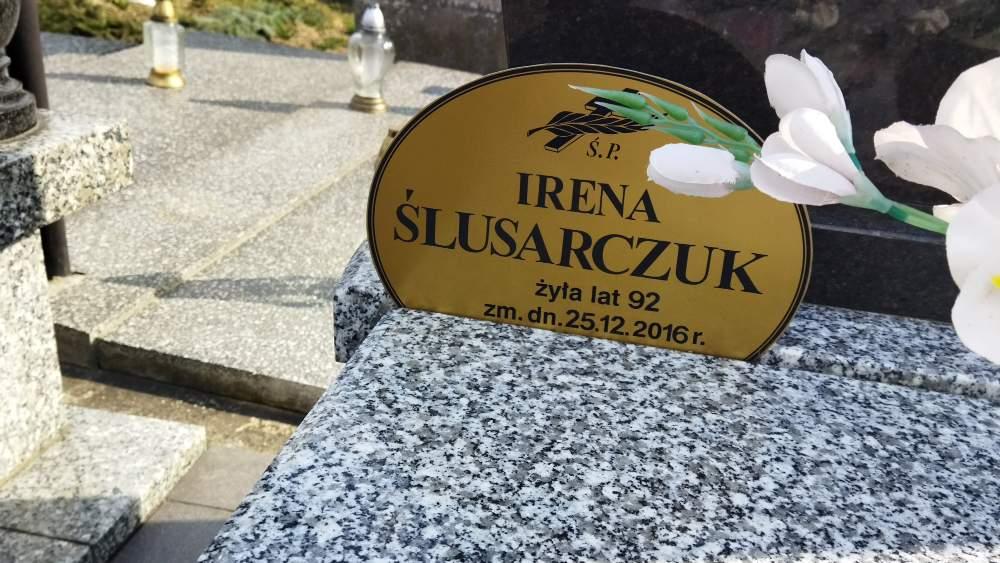 Ś.P.
IRENA
ŚLUSARCZUK
żyła lat 92
zm. dn. 25.12.2016 r.